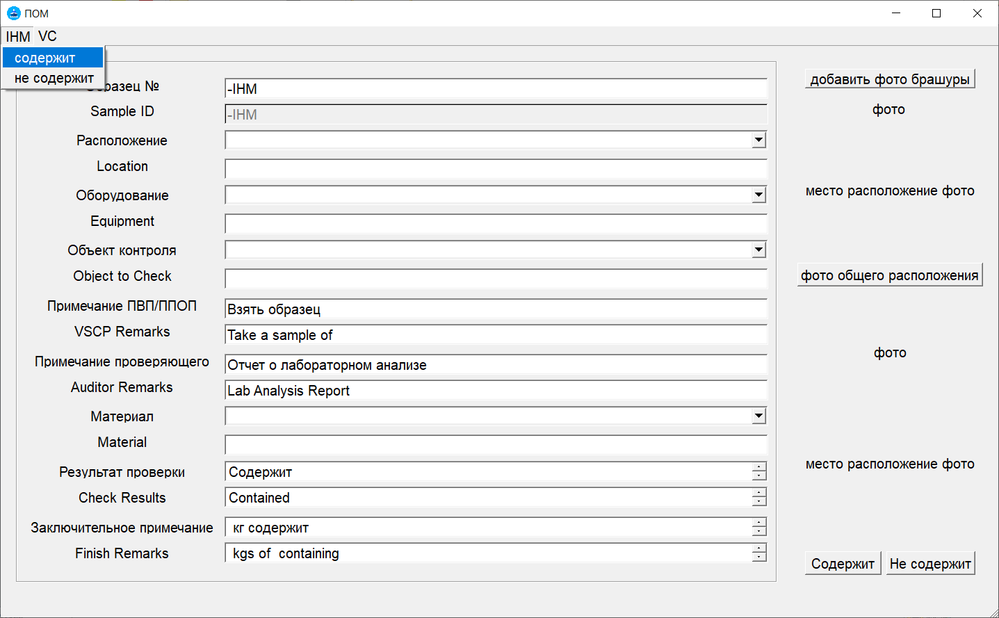 ПОМ
IHM VC
содержит
не содержит
Образец № -IHM
Sample ID -IHM
Расположение
Location
Оборудование
Equipment
Объект контроля
Object to Check
Примечание ПВП/ППОП Взять образец
VSCP Remarks Take a sample of
Примечание проверяющего Отчет о лабораторном анализе
Auditor Remarks Lab Analysis Report
Материал
Material
Результат проверки Содержит
Check Results Contained
Заключительное примечание кг содержит
Finish Remarks kgs of  containing
добавить фото брашуры
фото
место расположение фото
фото общего расположения
фото
место расположение фото
Содержит Не содержит